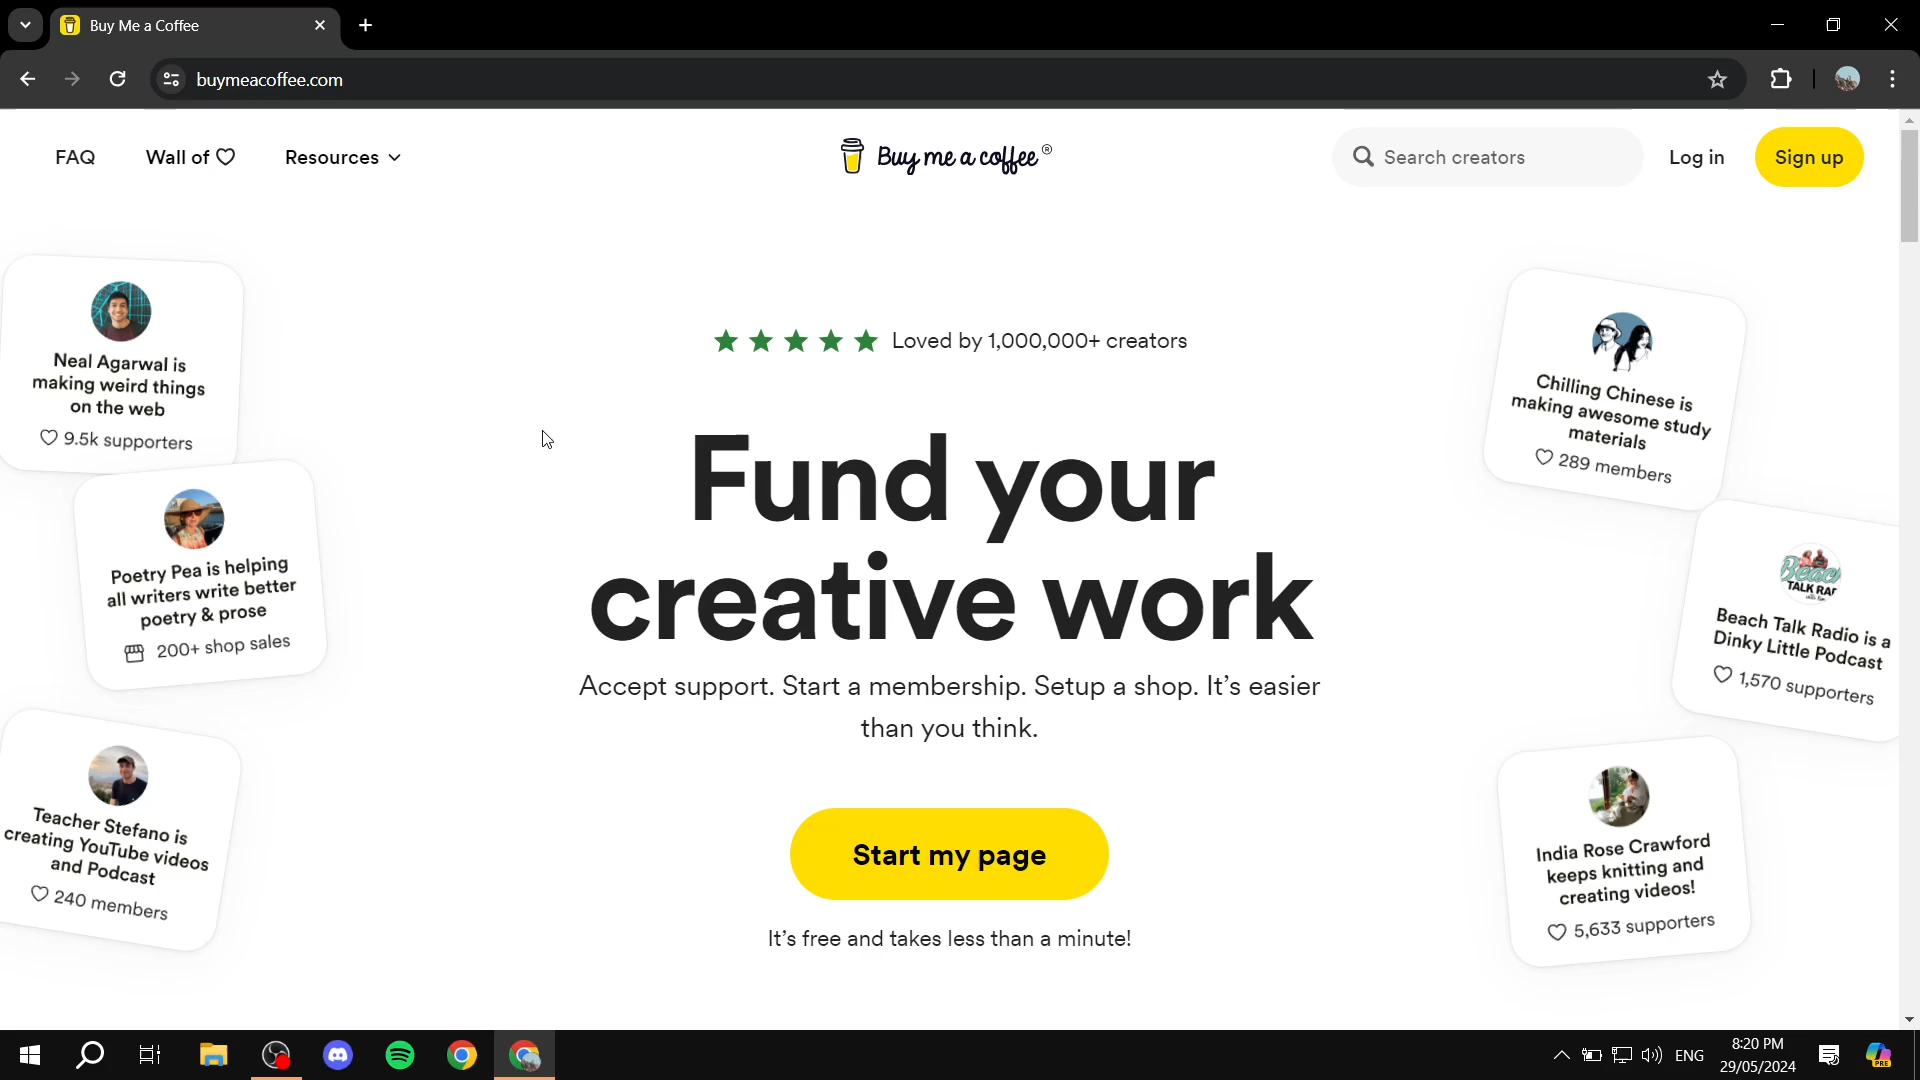 Buy Me a Coffee
buymeacoffee.com
FAQ
Wall of
Resources
Buy me a coffee®
Search creators
Log in
Sign up
Loved by 1,000,000+ creators
Fund your
creative work
Accept support. Start a membership. Setup a shop. It's easier
than you think.
Start my page
It's free and takes less than a minute!
Neal Agarwal is
making weird things
on the web
9.5k supporters
Poetry Pea is helping
all writers write better
poetry & prose
200+ shop sales
Teacher Stefano is
creating YouTube videos
and Podcast
240 members
Chilling Chinese is
making awesome study
materials
289 members
Beach Talk Radio is a
Dinky Little Podcast
1,570 supporters
India Rose Crawford
keeps knitting and
creating videos!
5,633 supporters
ENG
8:20 PM
29/05/2024
PRE